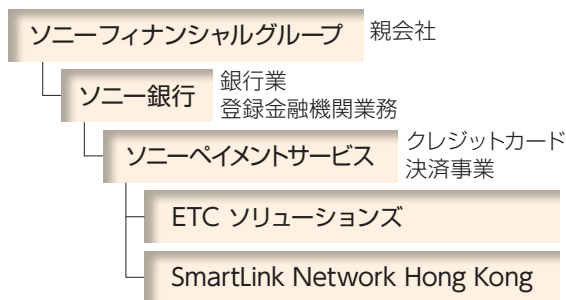 ソニーフィナンシャルグループ 親会社
ソニー銀行 銀行業
登録金融機関業務
ソニーペイメントサービス クレジットカード
決済事業
ETC ソリューションズ
SmartLink Network Hong Kong